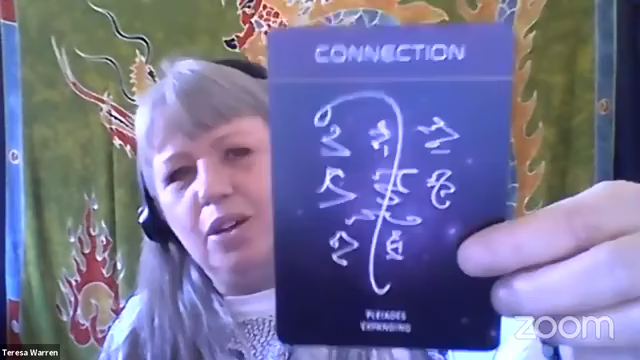 CONNECTION
PLEIADES
EXPANDING
Teresa Warren
zoom